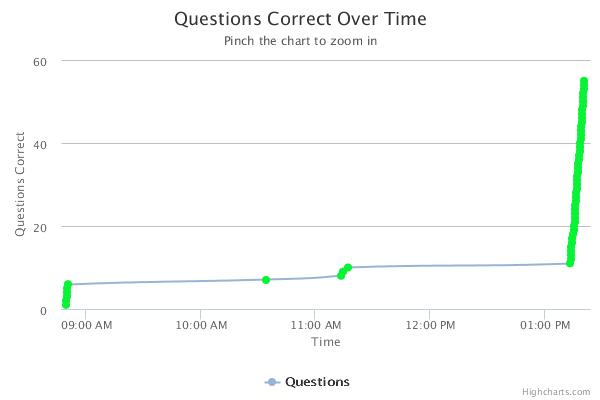 Questions Correct Over Time
Pinch the chart to zoom in
60
40
20
0
Questions Correct
09:00 AM
10:00 AM
11:00 AM
12:00 PM
01:00 PM
Time
Questions
Highcharts.com